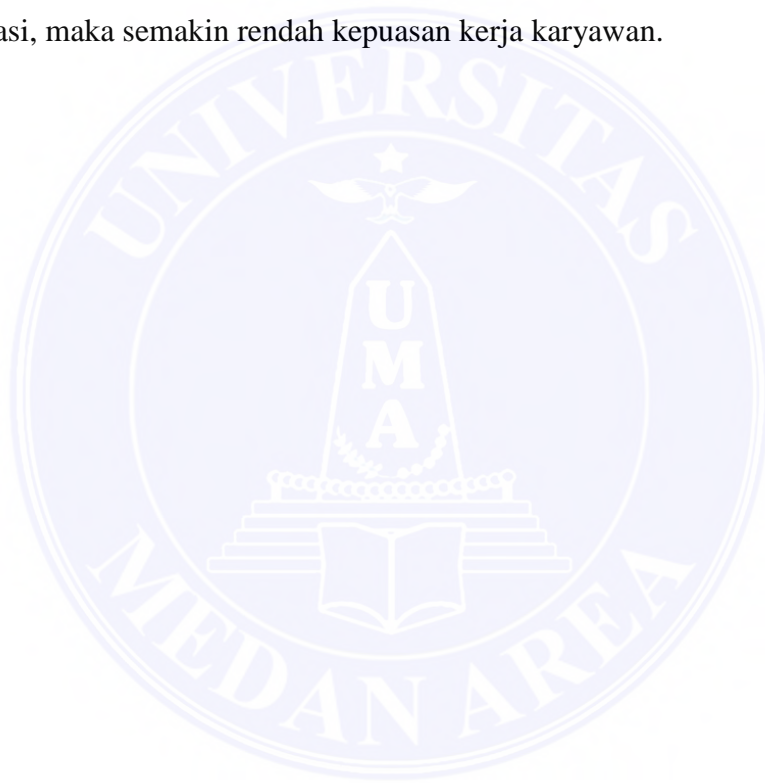 asi, maka semakin rendah kepuasan kerja karyawan.
UNIVERSITAS
UMA
MEDAN AREA